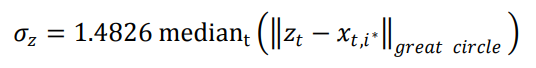 σ_z = 1.4826 median_t (‖z_t − x_{t,i*}‖_{great circle})